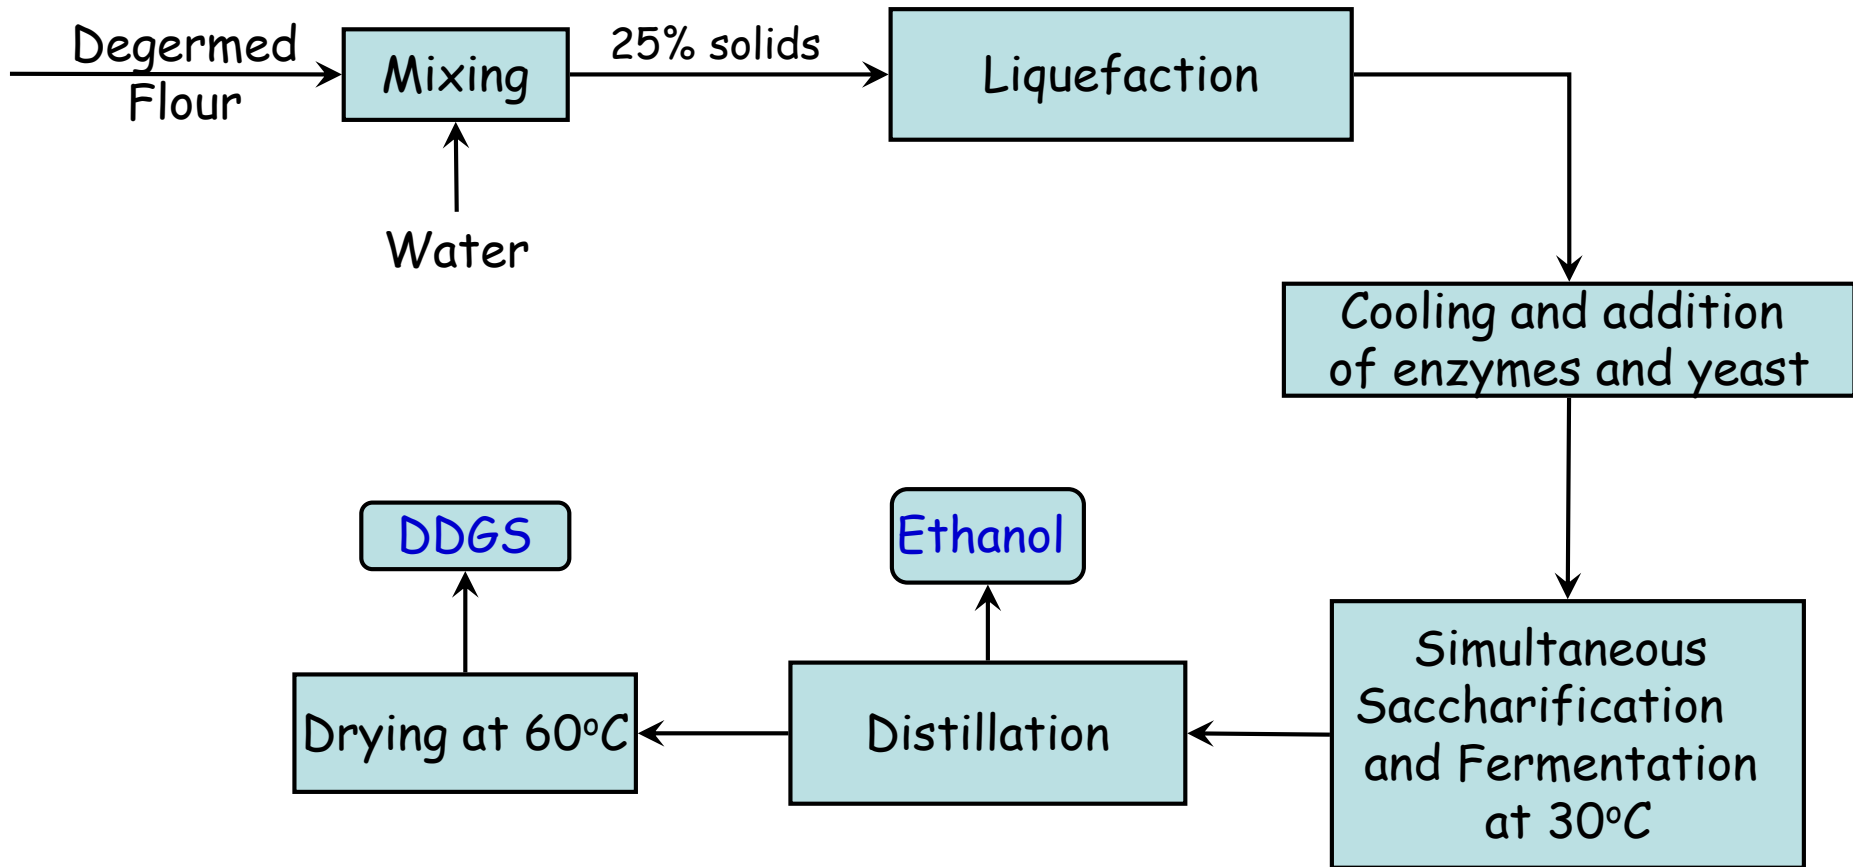 Degermed
Flour
Mixing
25% solids
Liquefaction
Water
Cooling and addition
of enzymes and yeast
DDGS
Ethanol
Drying at 60°C
Distillation
Simultaneous
Saccharification
and Fermentation
at 30°C